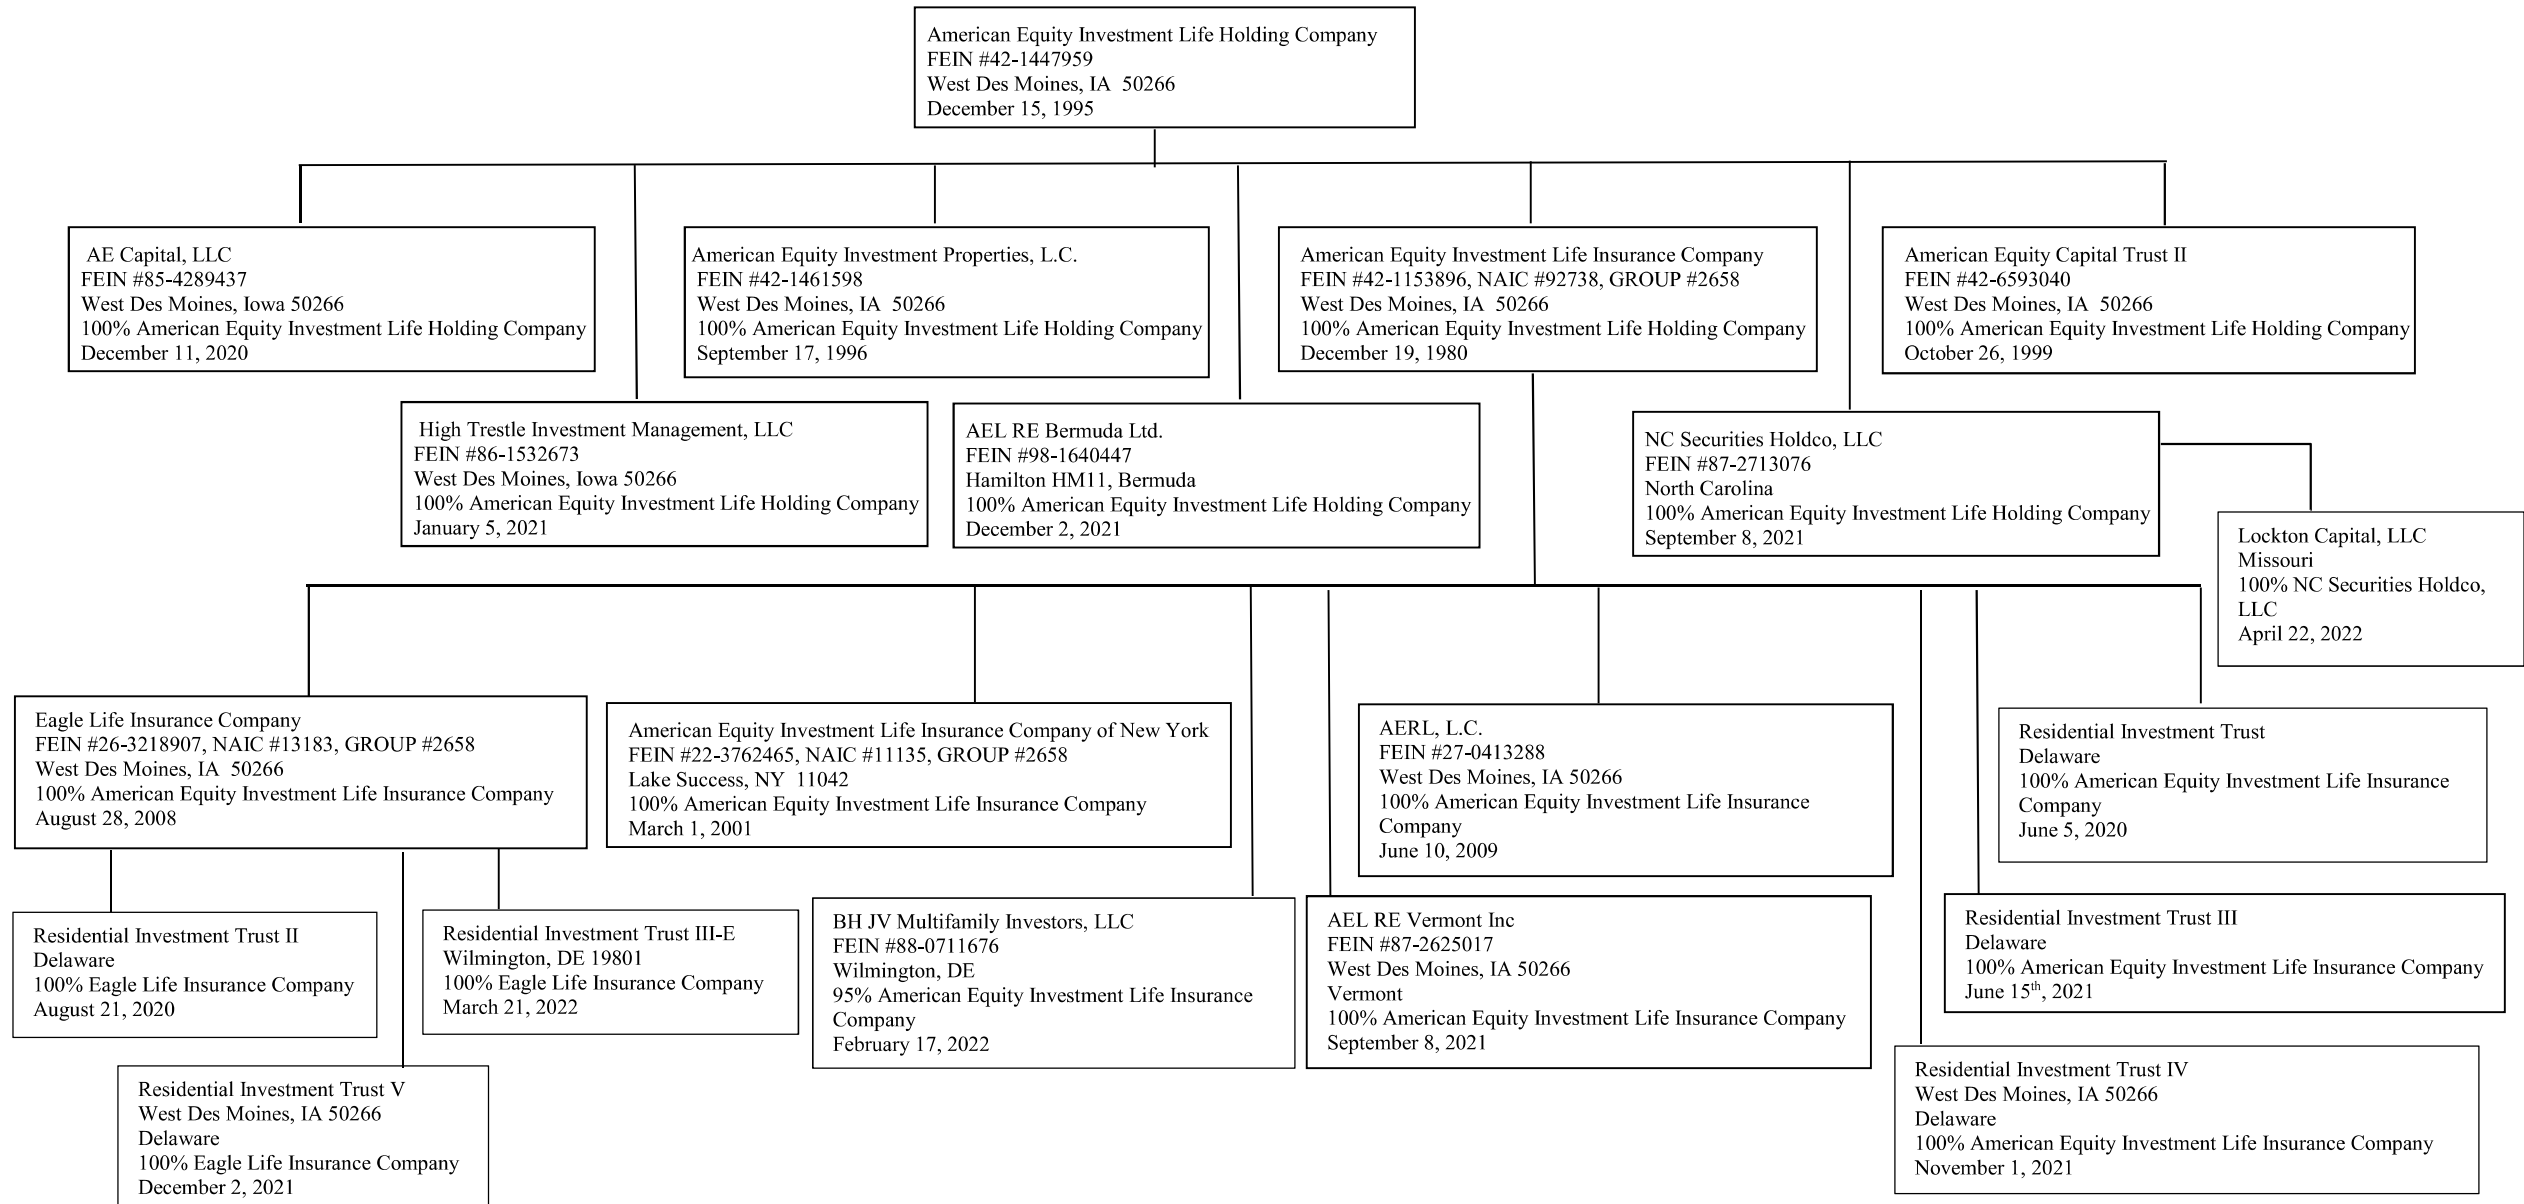 American Equity Investment Life Holding Company
FEIN #42-1447959
West Des Moines, IA  50266
December 15, 1995
AE Capital, LLC
FEIN #85-4289437
West Des Moines, Iowa 50266
100% American Equity Investment Life Holding Company
December 11, 2020
American Equity Investment Properties, L.C.
FEIN #42-1461598
West Des Moines, IA  50266
100% American Equity Investment Life Holding Company
September 17, 1996
American Equity Investment Life Insurance Company
FEIN #42-1153896, NAIC #92738, GROUP #2658
West Des Moines, IA  50266
100% American Equity Investment Life Holding Company
December 19, 1980
American Equity Capital Trust II
FEIN #42-6593040
West Des Moines, IA  50266
100% American Equity Investment Life Holding Company
October 26, 1999
High Trestle Investment Management, LLC
FEIN #86-1532673
West Des Moines, Iowa 50266
100% American Equity Investment Life Holding Company
January 5, 2021
AEL RE Bermuda Ltd.
FEIN #98-1640447
Hamilton HM11, Bermuda
100% American Equity Investment Life Holding Company
December 2, 2021
NC Securities Holdco, LLC
FEIN #87-2713076
North Carolina
100% American Equity Investment Life Holding Company
September 8, 2021
Lockton Capital, LLC
Missouri
100% NC Securities Holdco,
LLC
April 22, 2022
Eagle Life Insurance Company
FEIN #26-3218907, NAIC #13183, GROUP #2658
West Des Moines, IA  50266
100% American Equity Investment Life Insurance Company
August 28, 2008
American Equity Investment Life Insurance Company of New York
FEIN #22-3762465, NAIC #11135, GROUP #2658
Lake Success, NY  11042
100% American Equity Investment Life Insurance Company
March 1, 2001
AERL, L.C.
FEIN #27-0413288
West Des Moines, IA 50266
100% American Equity Investment Life Insurance
Company
June 10, 2009
Residential Investment Trust
Delaware
100% American Equity Investment Life Insurance
Company
June 5, 2020
Residential Investment Trust II
Delaware
100% Eagle Life Insurance Company
August 21, 2020
Residential Investment Trust III-E
Wilmington, DE 19801
100% Eagle Life Insurance Company
March 21, 2022
BH JV Multifamily Investors, LLC
FEIN #88-0711676
Wilmington, DE
95% American Equity Investment Life Insurance
Company
February 17, 2022
AEL RE Vermont Inc
FEIN #87-2625017
West Des Moines, IA 50266
Vermont
100% American Equity Investment Life Insurance Company
September 8, 2021
Residential Investment Trust III
Delaware
100% American Equity Investment Life Insurance Company
June 15th, 2021
Residential Investment Trust V
West Des Moines, IA 50266
Delaware
100% Eagle Life Insurance Company
December 2, 2021
Residential Investment Trust IV
West Des Moines, IA 50266
Delaware
100% American Equity Investment Life Insurance Company
November 1, 2021